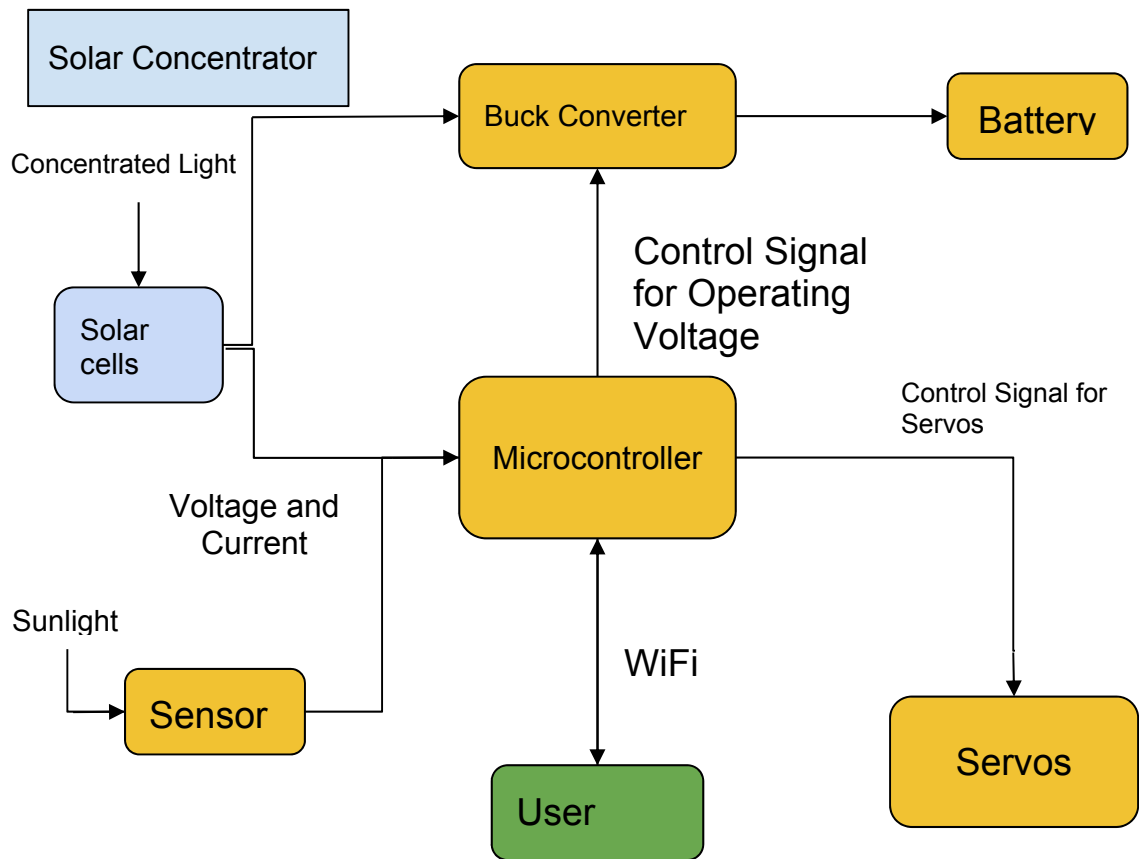 Solar Concentrator
Buck Converter
Battery
Concentrated Light
Control Signal
for Operating
Voltage
Solar
cells
Control Signal for
Servos
Microcontroller
Voltage and
Current
Sunlight
WiFi
Sensor
Servos
User